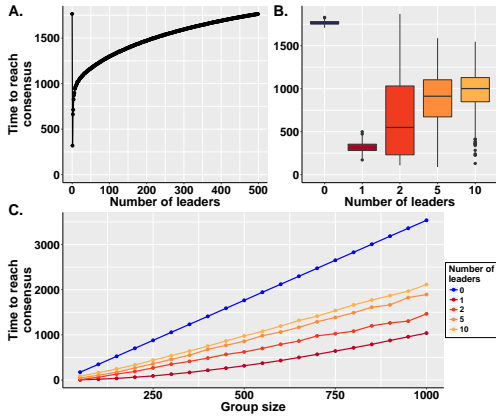 A.
B.
Time to reach
consensus
1500
1000
500
0
0
100
200
300
400
500
Number of leaders
1500
1000
500
0
0
1
2
5
10
Number of leaders
C.
Time to reach
consensus
3000
2000
1000
0
250
500
750
1000
Group size
Number of
leaders
0
1
2
5
10